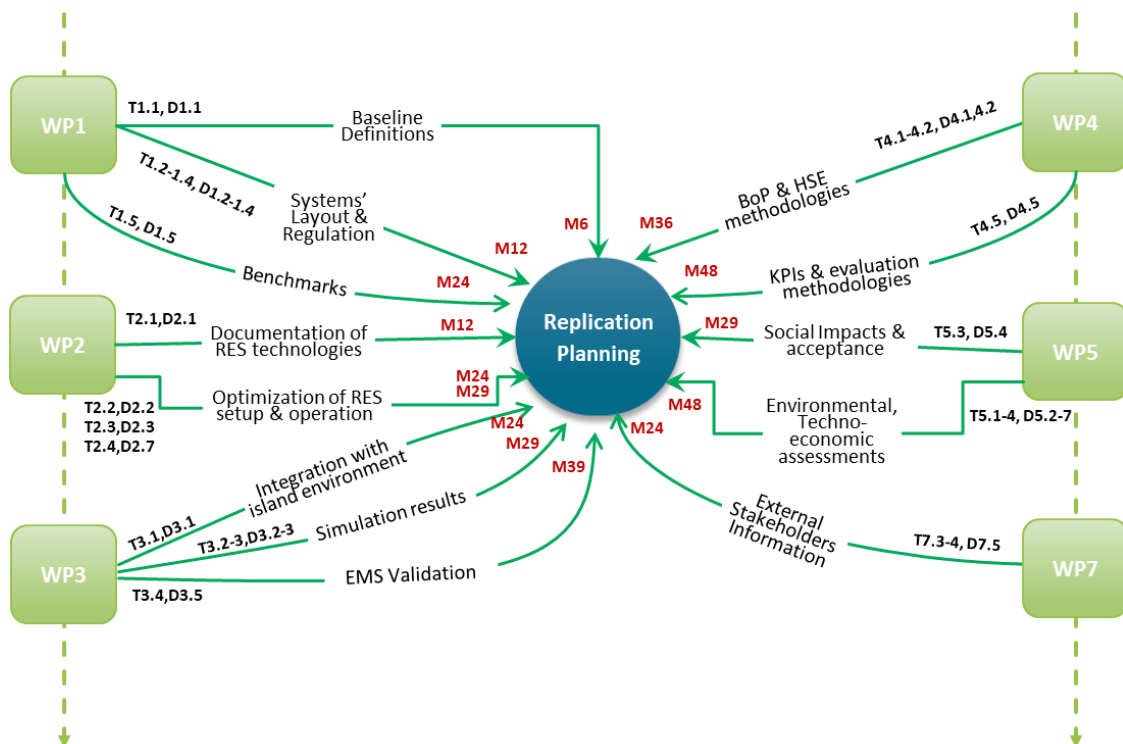 WP1
T1.1, D1.1
Baseline
Definitions
T1.2-1.4, D1.2-1.4
Systems'
Layout &
Regulation
T1.5, D1.5
Benchmarks
M6
M12
M24
WP2
T2.1,D2.1
Documentation of
RES technologies
M12
Optimization of RES
setup & operation
M24
M29
T2.2,D2.2
T2.3,D2.3
T2.4,D2.7
WP3
T3.1,D3.1
Integration with
island environment
M24
T3.2-3,D3.2-3
Simulation results
M29
T3.4,D3.5
EMS Validation
M39
Replication
Planning
WP4
T4.1-4.2, D4.1,4.2
BoP & HSE
methodologies
M36
T4.5, D4.5
KPIs & evaluation
methodologies
M48
WP5
T5.3, D5.4
Social Impacts &
acceptance
M29
T5.1-4, D5.2-7
Environmental,
Techno-
economic
assessments
M48
WP7
T7.3-4, D7.5
External
Stakeholders
Information
M24